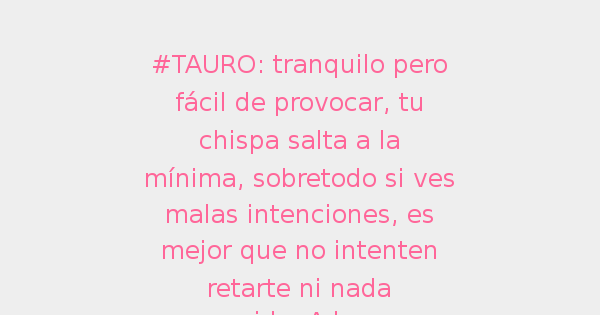 #TAURO: tranquilo pero
fácil de provocar, tu
chispa salta a la
mínima, sobretodo si ves
malas intenciones, es
mejor que no intenten
retarte ni nada